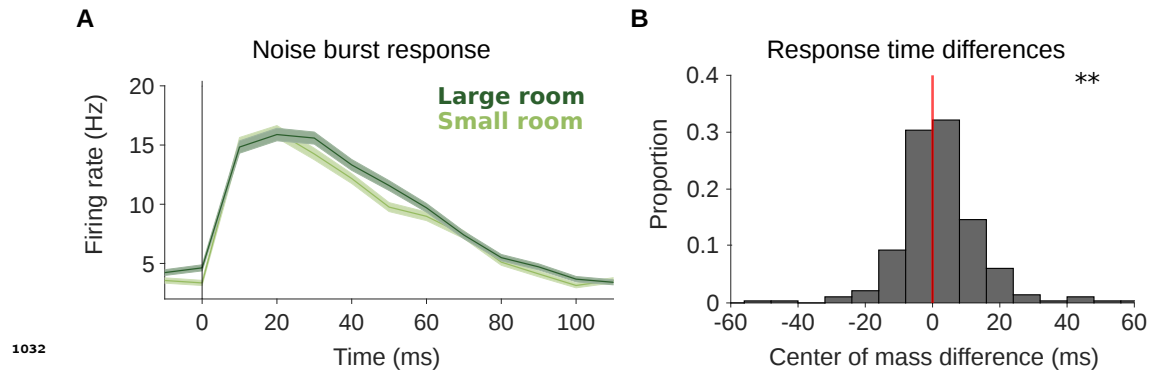 A
Noise burst response
Firing rate (Hz)
20
15
10
5
Large room
Small room
0 20 40 60 80 100
Time (ms)
B
Response time differences
**
Proportion
0.4
0.3
0.2
0.1
0
-60 -40 -20 0 20 40 60
Center of mass difference (ms)
1032